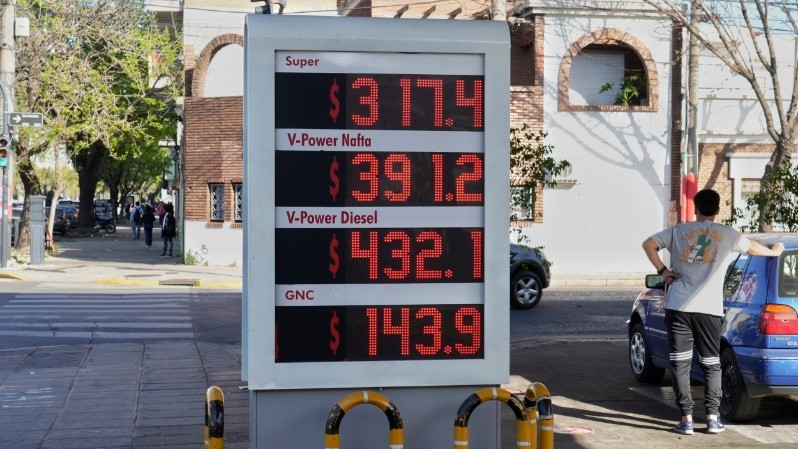 Super
$ 317.4
V-Power Nafta
$ 391.2
V-Power Diesel
$ 432.1
GNC
$ 143.9